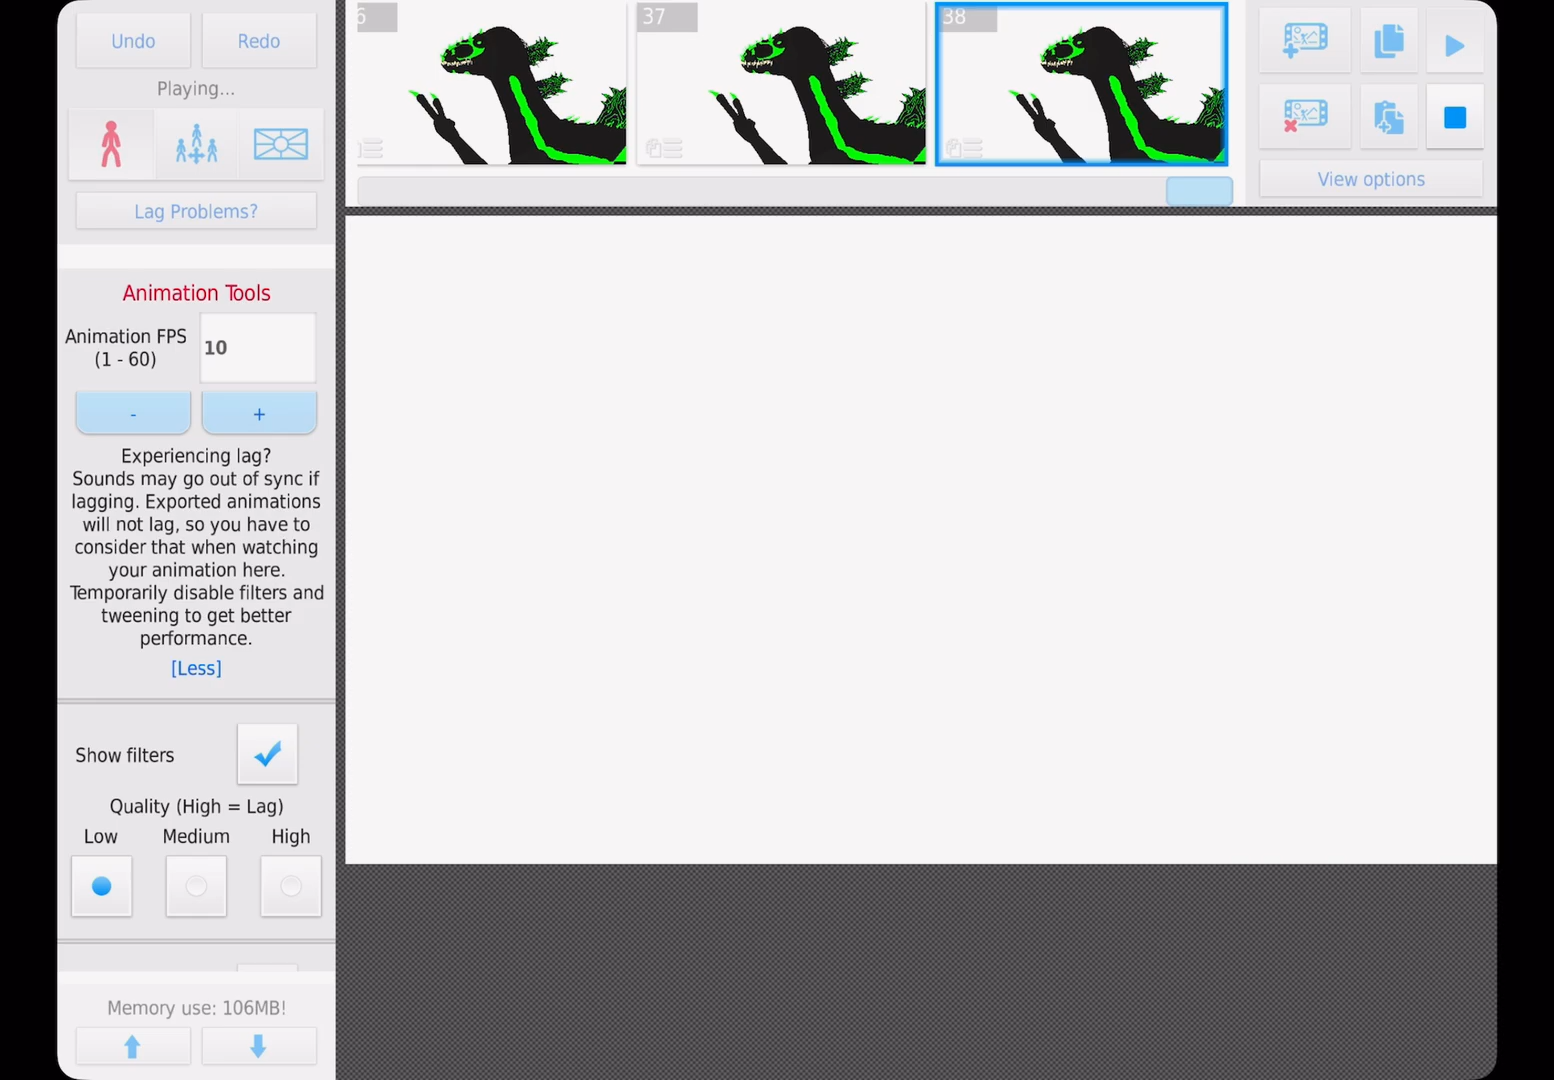 Undo
Redo
Playing...
Lag Problems?
6
37
38
View options
Animation Tools
Animation FPS
(1 - 60)
10
-
+
Experiencing lag?
Sounds may go out of sync if
lagging. Exported animations
will not lag, so you have to
consider that when watching
your animation here.
Temporarily disable filters and
tweening to get better
performance.
[Less]
Show filters
Quality (High = Lag)
Low
Medium
High
Memory use: 106MB!